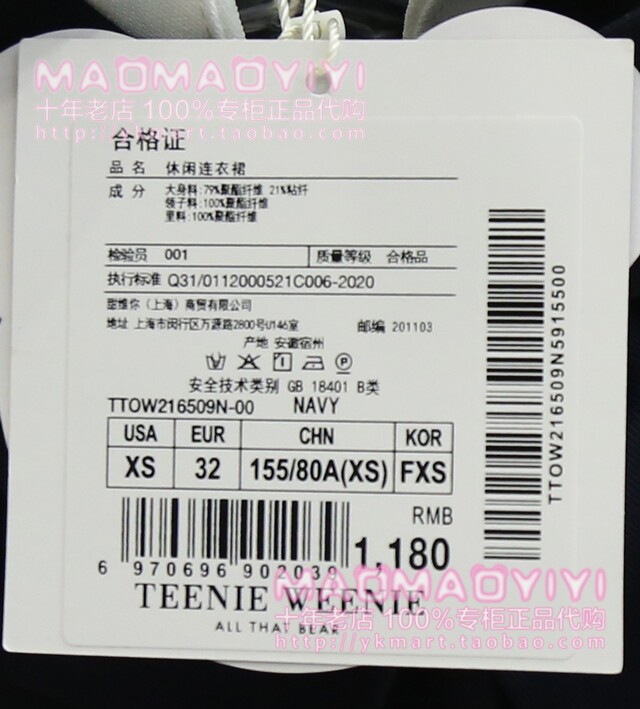 MAOMAOYIYI
十年老店 100%专柜正品代购
http://ykmart.taobao.com
合格证
品 名 休闲连衣裙
成 分 大身料:79%聚酯纤维 21%粘纤
领子料:100%聚酯纤维
里料:100%聚酯纤维
检验员 001 质量等级 合格品
执行标准 Q31/0112000521C006-2020
甜维你（上海）商贸有限公司
地址 上海市闵行区万源路2800号U146室 邮编 201103
产地 安徽宿州
安全技术类别 GB 18401 B类
TTOW216509N-00 NAVY
USA EUR CHN KOR
XS 32 155/80A(XS) FXS
RMB
1,180
6 970696 902039
TEENIE WEENIE
ALL THAT BEAR
TTOW216509N5915500
MAOMAOYIYI
十年老店 100%专柜正品代购
http://ykmart.taobao.com